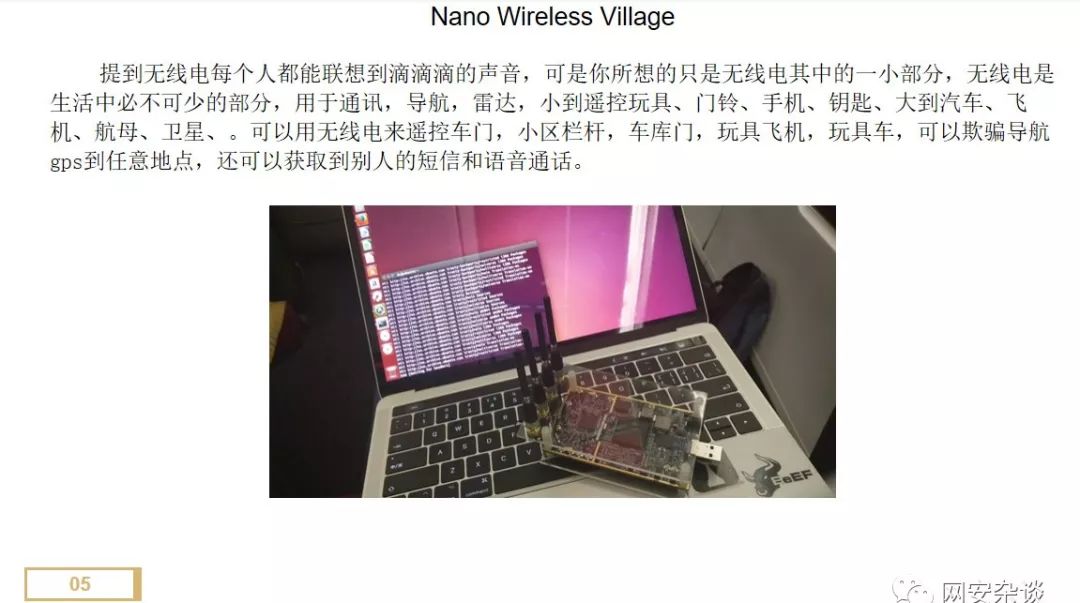 Nano Wireless Village
提到无线电每个人都能联想到滴滴滴的声音，可是你所想的只是无线电其中的一小部分，无线电是
生活中必不可少的部分，用于通讯，导航，雷达，小到遥控玩具、门铃、手机、钥匙、大到汽车、飞
机、航母、卫星、。可以用无线电来遥控车门，小区栏杆，车库门，玩具飞机，玩具车，可以欺骗导航
gps到任意地点，还可以获取到别人的短信和语音通话。
BeEF
05
网安杂谈